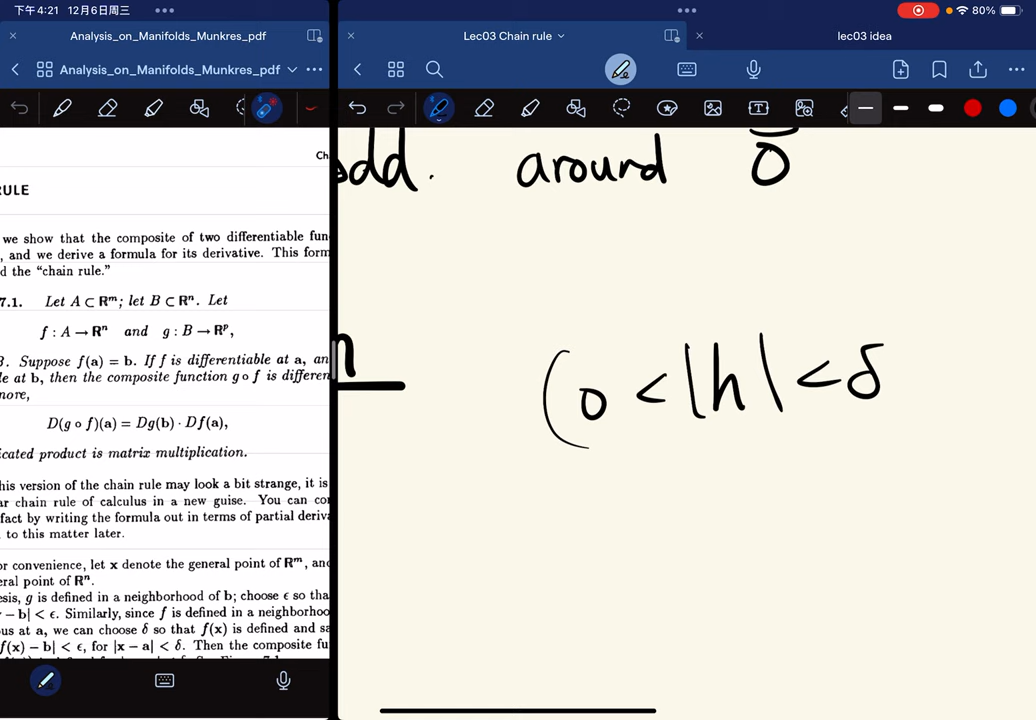 下午4:21 12月6日周三
80%
Analysis_on_Manifolds_Munkres_pdf
Lec03 Chain rule
lec03 idea
Analysis_on_Manifolds_Munkres_pdf
Ch
RULE
we show that the composite of two differentiable fun
, and we derive a formula for its derivative. This form
d the “chain rule.”
7.1. Let A ⊂ Rᵐ; let B ⊂ Rⁿ. Let
f : A → Rⁿ and g : B → Rᵖ,
B. Suppose f(a) = b. If f is differentiable at a, an
le at b, then the composite function g ∘ f is differen
more,
D(g ∘ f)(a) = Dg(b) · Df(a),
icated product is matrix multiplication.
his version of the chain rule may look a bit strange, it is
ar chain rule of calculus in a new guise. You can co
fact by writing the formula out in terms of partial deriva
to this matter later.
or convenience, let x denote the general point of Rᵐ, and
eral point of Rⁿ.
esis, g is defined in a neighborhood of b; choose ϵ so tha
y − b| < ϵ. Similarly, since f is defined in a neighborhoo
ous at a, we can choose δ so that f(x) is defined and sa
f(x) − b| < ϵ, for |x − a| < δ. Then the composite fu
odd. around 0̅
n
(0 < |h| < δ